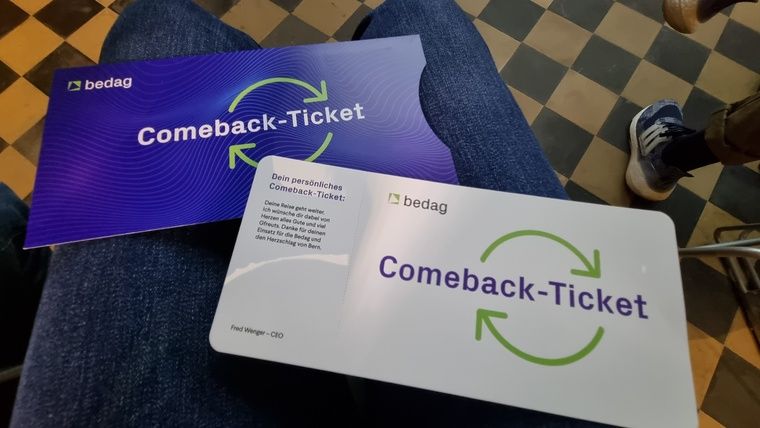 bedag
Comeback-Ticket
Dein persönliches
Comeback-Ticket:
Deine Reise geht weiter.
Ich wünsche dir dabei von
Herzen alles Gute und viel
Gfreuts. Danke für deinen
Einsatz für die Bedag und
den Herzschlag von Bern.
Fred Wenger – CEO
bedag
Comeback-Ticket